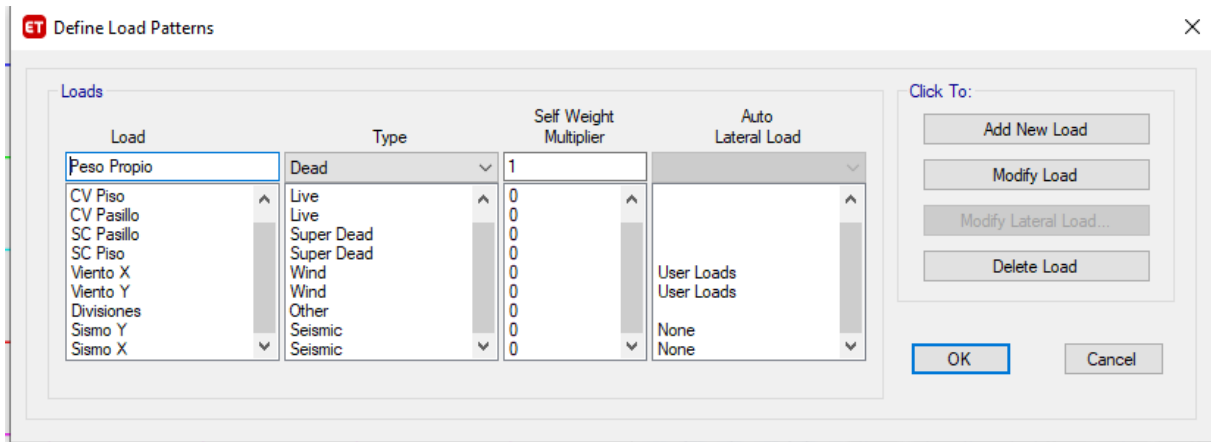 ET Define Load Patterns
Loads
Click To:
Load Type Self Weight Multiplier Auto Lateral Load
Peso Propio Dead 1
CV Piso Live 0
CV Pasillo Live 0
SC Pasillo Super Dead 0
SC Piso Super Dead 0
Viento X Wind 0 User Loads
Viento Y Wind 0 User Loads
Divisiones Other 0
Sismo Y Seismic 0 None
Sismo X Seismic 0 None
Add New Load
Modify Load
Modify Lateral Load...
Delete Load
OK
Cancel